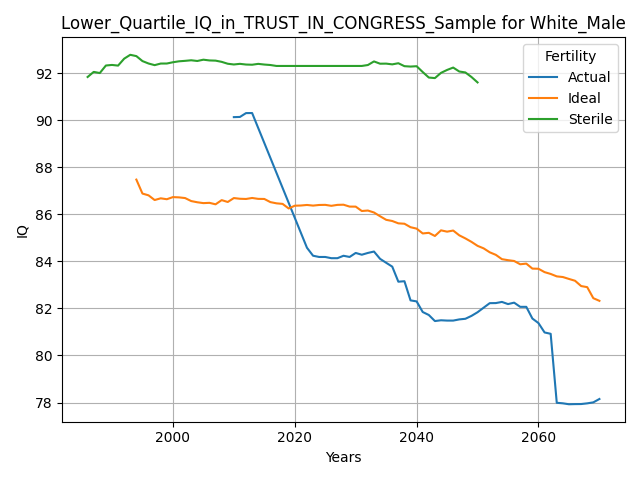 Lower_Quartile_IQ_in_TRUST_IN_CONGRESS_Sample for White_Male
Fertility
Actual
Ideal
Sterile
IQ
92
90
88
86
84
82
80
78
2000
2020
2040
2060
Years